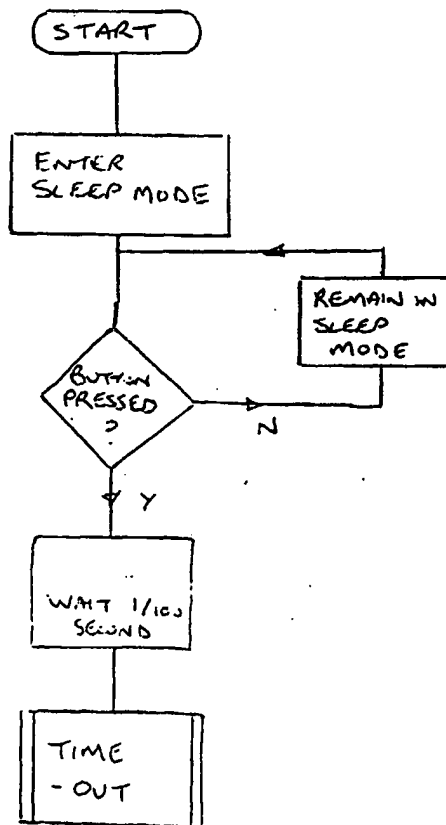 START
ENTER
SLEEP MODE
REMAIN IN
SLEEP
MODE
BUTTON
PRESSED
?
N
Y
WAIT 1/100
SECOND
TIME
- OUT